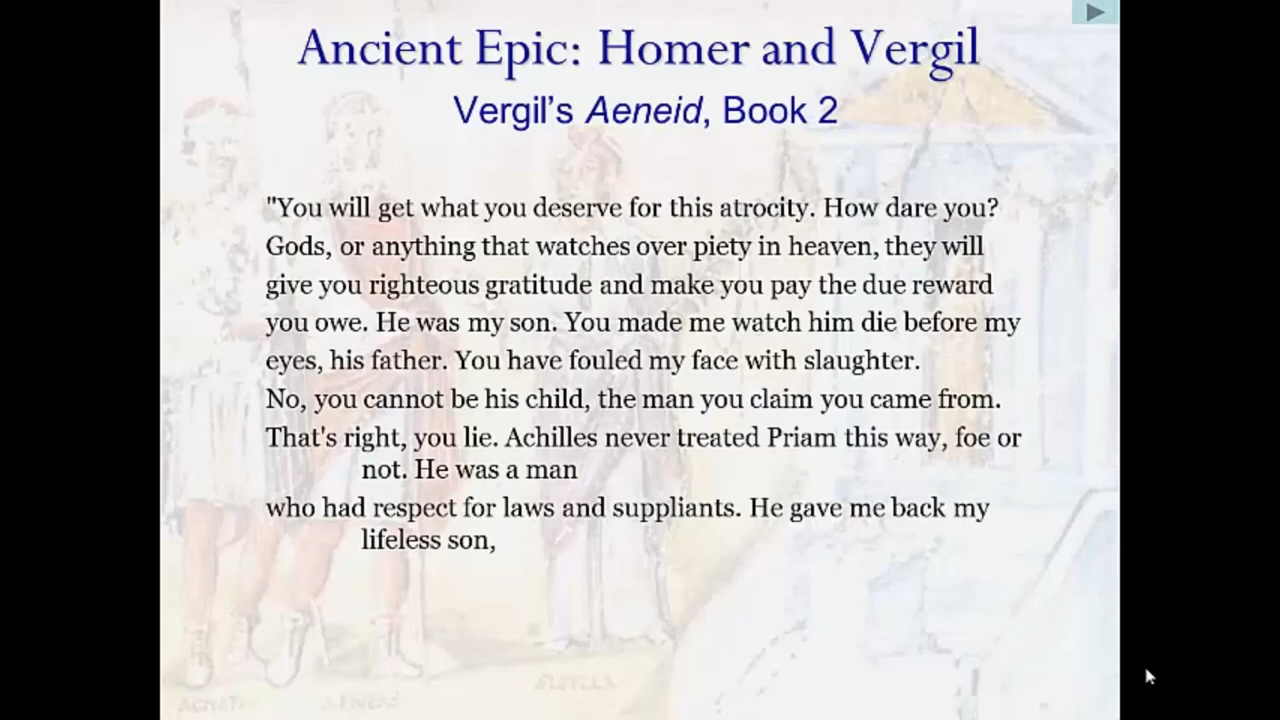 Ancient Epic: Homer and Vergil
Vergil's Aeneid, Book 2
"You will get what you deserve for this atrocity. How dare you?
Gods, or anything that watches over piety in heaven, they will
give you righteous gratitude and make you pay the due reward
you owe. He was my son. You made me watch him die before my
eyes, his father. You have fouled my face with slaughter.
No, you cannot be his child, the man you claim you came from.
That's right, you lie. Achilles never treated Priam this way, foe or
not. He was a man
who had respect for laws and suppliants. He gave me back my
lifeless son,